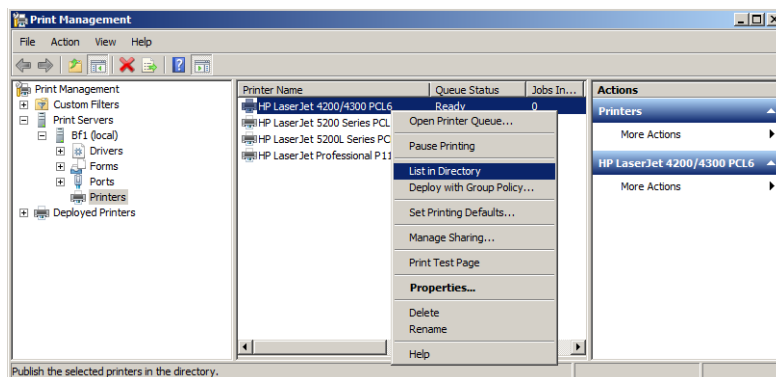 Print Management
File Action View Help
Print Management
Custom Filters
Print Servers
Bf1 (local)
Drivers
Forms
Ports
Printers
Deployed Printers
Printer Name Queue Status Jobs In...
HP LaserJet 4200/4300 PCL6 Ready 0
HP LaserJet 5200 Series PCL
HP LaserJet 5200L Series PC
HP LaserJet Professional P11
Open Printer Queue...
Pause Printing
List in Directory
Deploy with Group Policy...
Set Printing Defaults...
Manage Sharing...
Print Test Page
Properties...
Delete
Rename
Help
Actions
Printers
More Actions
HP LaserJet 4200/4300 PCL6
More Actions
Publish the selected printers in the directory.